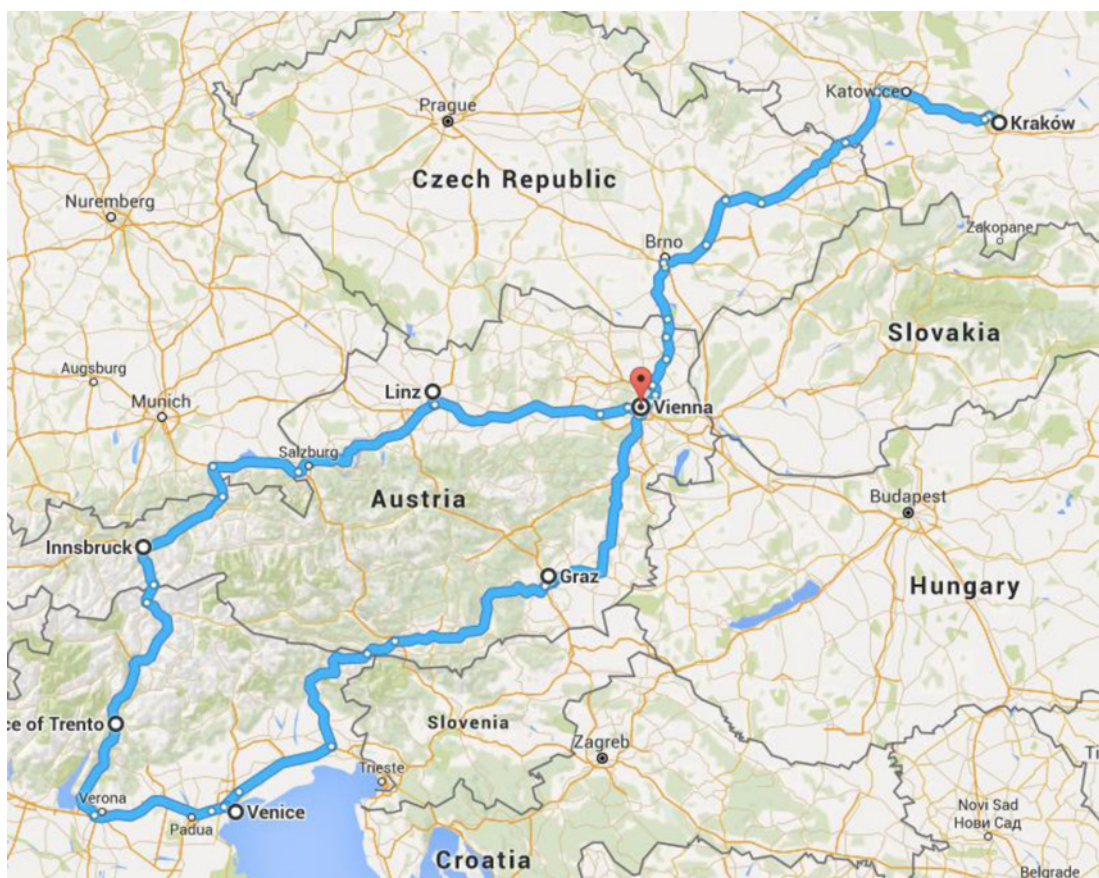 Prague
Katowice
Kraków
Czech Republic
Nuremberg
Zakopane
Brno
Slovakia
Augsburg
Munich
Linz
Vienna
Salzburg
Austria
Budapest
Innsbruck
Graz
Hungary
ce of Trento
Slovenia
Zagreb
Trieste
Ti
Verona
Venice
Padua
Novi Sad
Нови Сад
Croatia
Belgrade